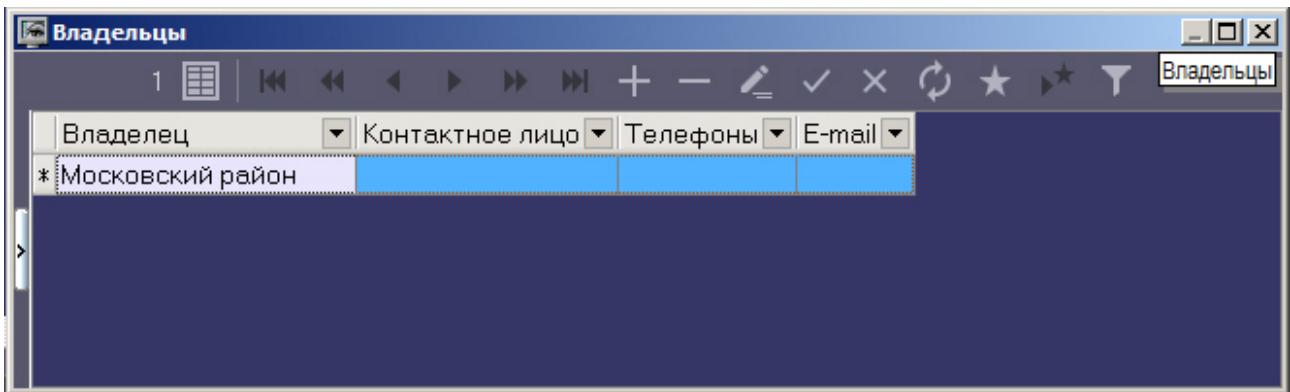 Владельцы
1
Владельцы
Владелец Контактное лицо Телефоны E-mail
* Московский район